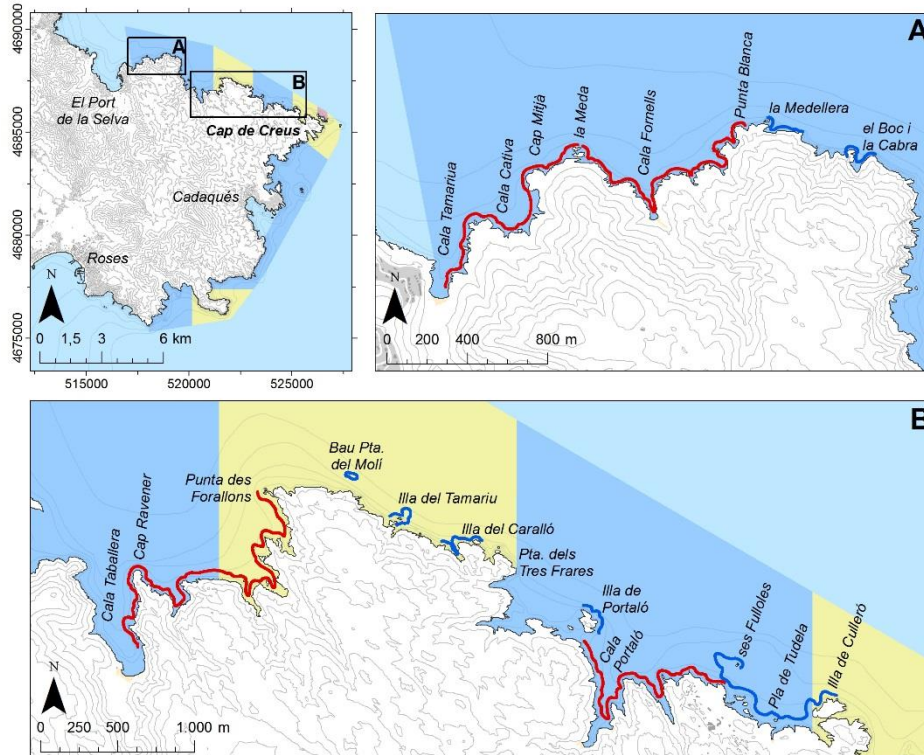 4690000
4685000
4680000
4675000
A
B
El Port
de la Selva
Cap de Creus
Cadaqués
Roses
N
0 1,5 3 6 km
515000 520000 525000
A
Cala Tamariua
Cala Cativa
Cap Mitjà
la Meda
Cala Fornells
Punta Blanca
la Medellera
el Boc i
la Cabra
N
0 200 400 800 m
B
Cala Taballera
Cap Ravener
Punta des
Forallons
Bau Pta.
del Molí
Illa del Tamariu
Illa del Caralló
Pta. dels
Tres Frares
Illa de
Portaló
Cala
Portaló
ses Fulloles
Pla de Tudela
Illa de Culleró
N
0 250 500 1000 m